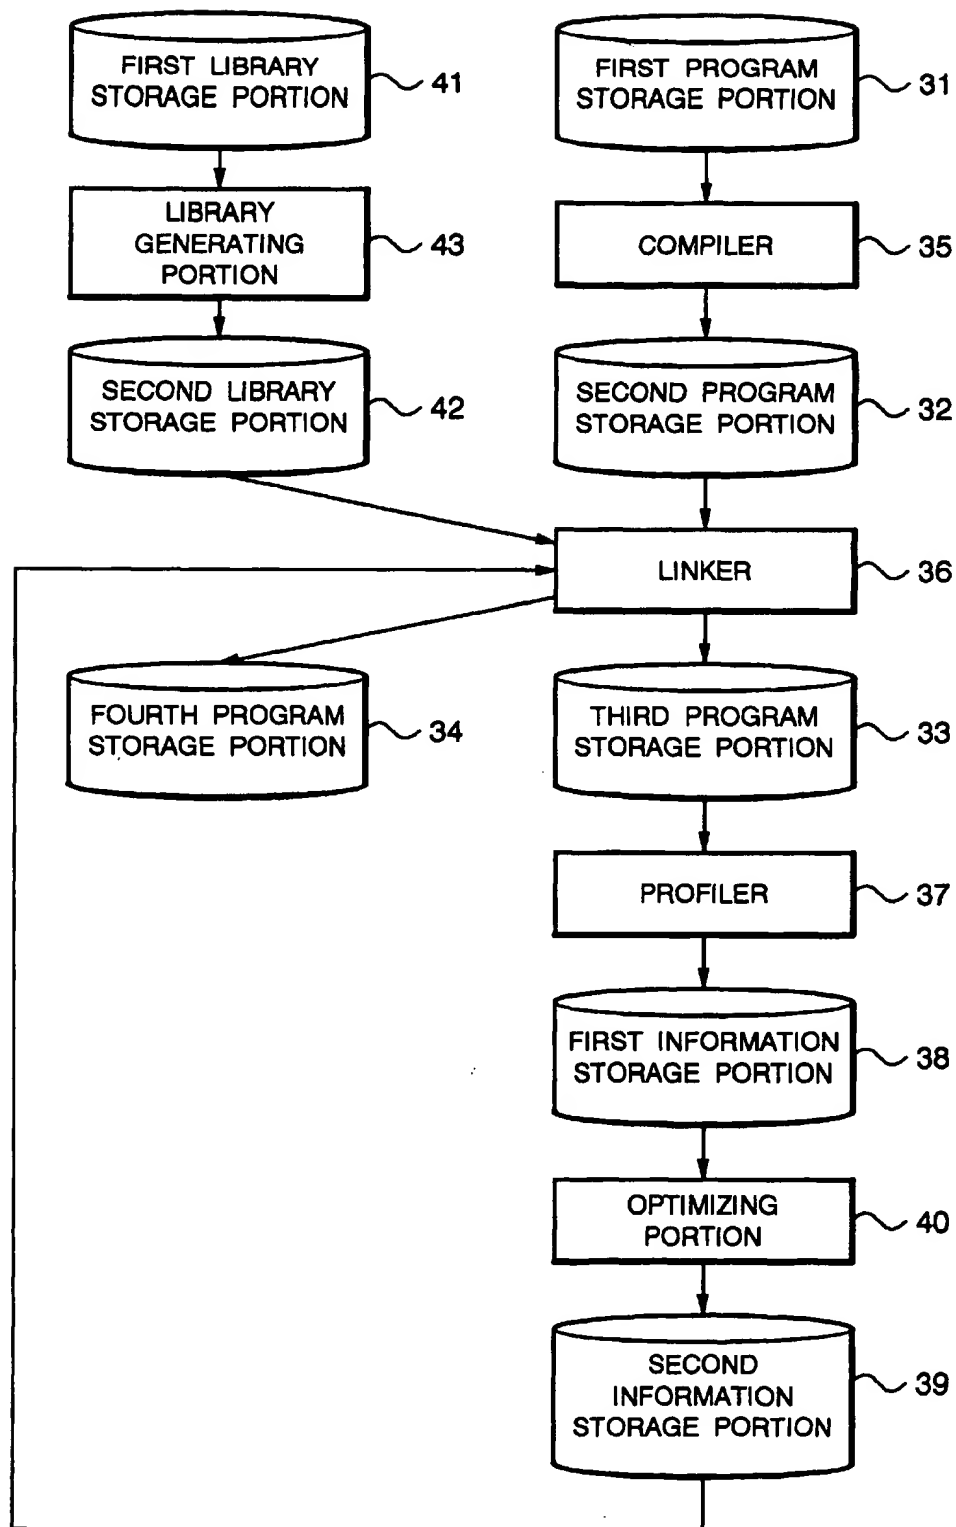 FIRST LIBRARY
STORAGE PORTION
41
FIRST PROGRAM
STORAGE PORTION
31
LIBRARY
GENERATING
PORTION
43
COMPILER
35
SECOND LIBRARY
STORAGE PORTION
42
SECOND PROGRAM
STORAGE PORTION
32
LINKER
36
FOURTH PROGRAM
STORAGE PORTION
34
THIRD PROGRAM
STORAGE PORTION
33
PROFILER
37
FIRST INFORMATION
STORAGE PORTION
38
OPTIMIZING
PORTION
40
SECOND
INFORMATION
STORAGE PORTION
39